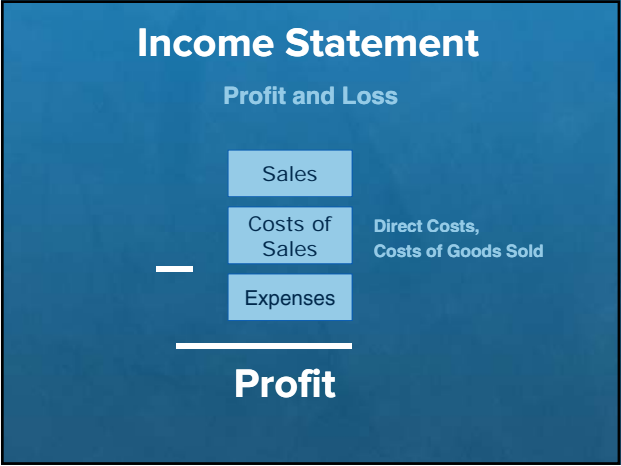 Income Statement
Profit and Loss
Sales
Costs of
Sales
Direct Costs,
Costs of Goods Sold
Expenses
Profit